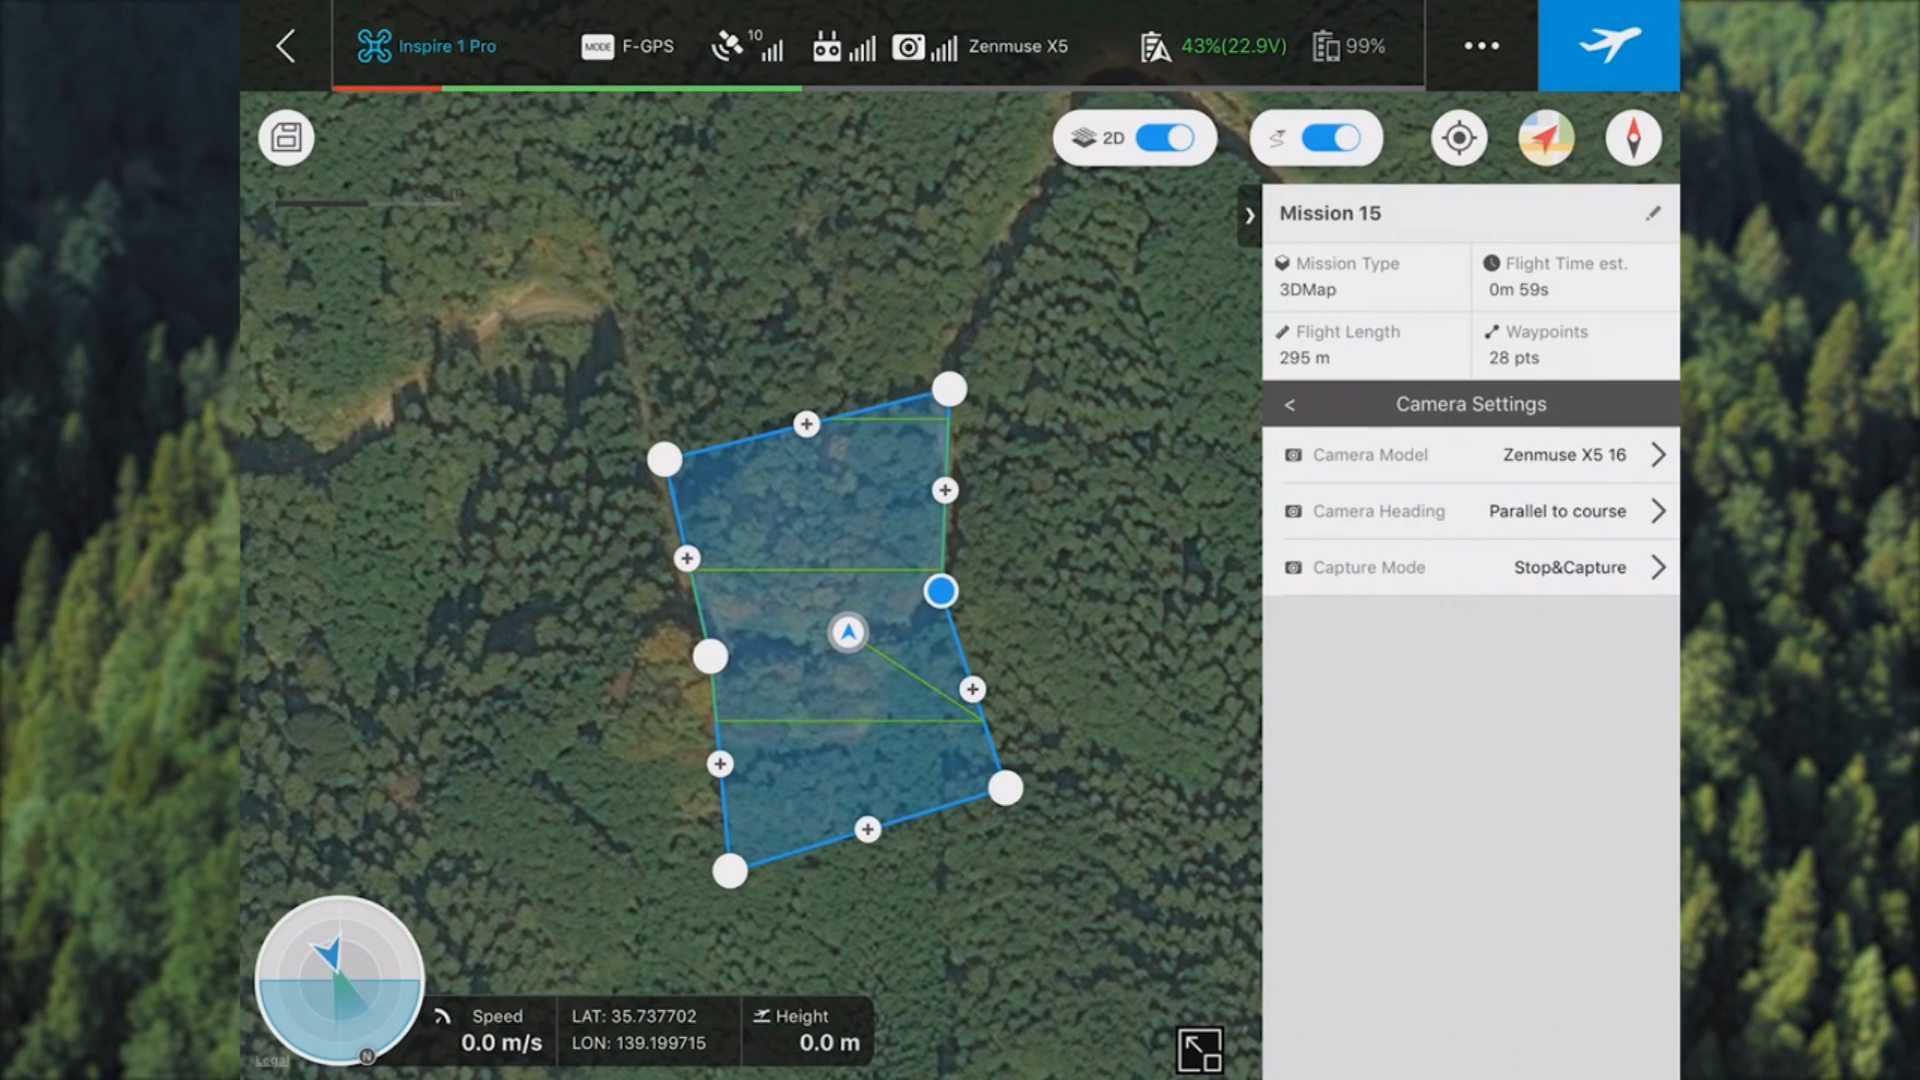 Inspire 1 Pro
MODE F-GPS
10
Zenmuse X5
43%(22.9V)
99%
2D
0 m
Mission 15
Mission Type
3DMap
Flight Time est.
0m 59s
Flight Length
295 m
Waypoints
28 pts
< Camera Settings
Camera Model Zenmuse X5 16
Camera Heading Parallel to course
Capture Mode Stop&Capture
Speed
0.0 m/s
LAT: 35.737702
LON: 139.199715
Height
0.0 m
N
Legal